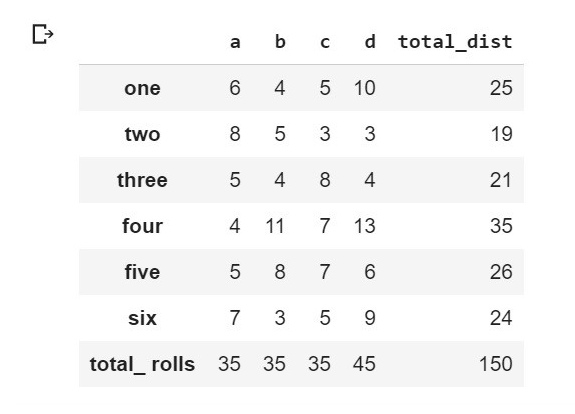 a b c d total_dist
one 6 4 5 10 25
two 8 5 3 3 19
three 5 4 8 4 21
four 4 11 7 13 35
five 5 8 7 6 26
six 7 3 5 9 24
total_ rolls 35 35 35 45 150